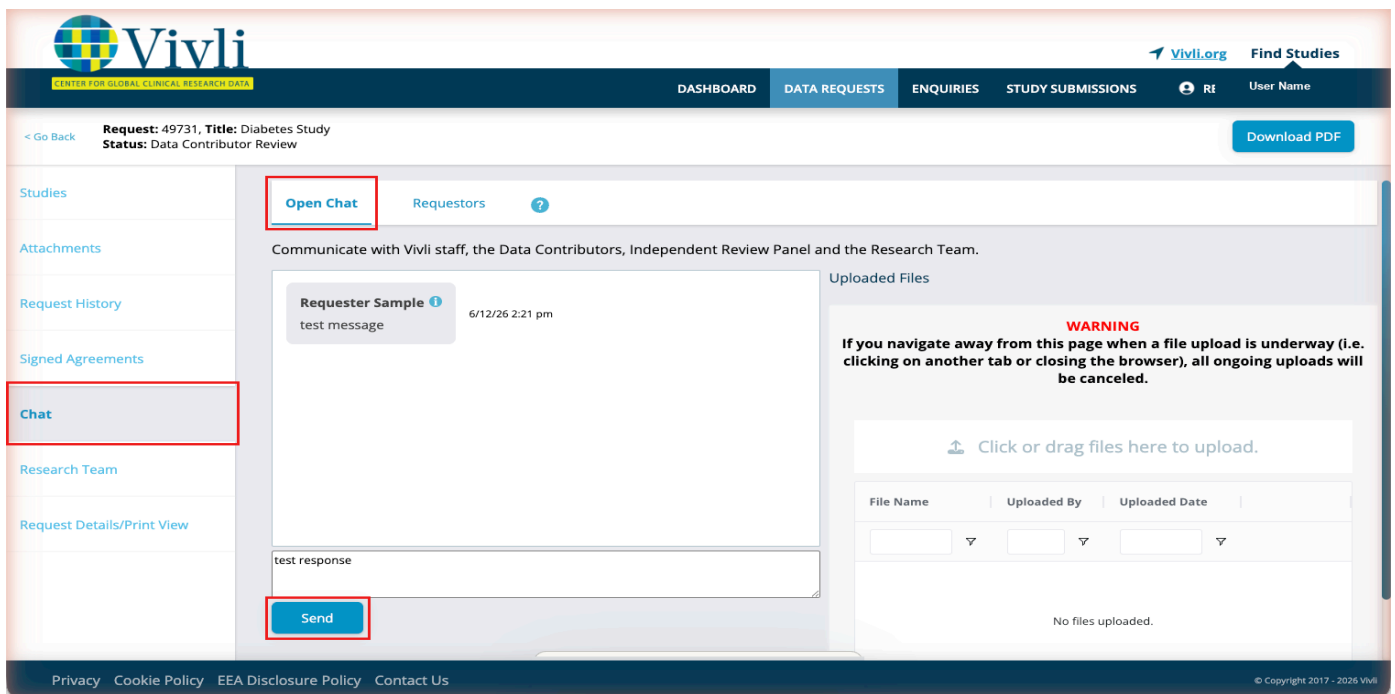 Vivli
CENTER FOR GLOBAL CLINICAL RESEARCH DATA
Vivli.org Find Studies
DASHBOARD DATA REQUESTS ENQUIRIES STUDY SUBMISSIONS RE User Name
< Go Back
Request: 49731, Title: Diabetes Study
Status: Data Contributor Review
Download PDF
Studies
Attachments
Request History
Signed Agreements
Chat
Research Team
Request Details/Print View
Open Chat Requestors ?
Communicate with Vivli staff, the Data Contributors, Independent Review Panel and the Research Team.
Requester Sample i
test message
6/12/26 2:21 pm
test response
Send
Uploaded Files
WARNING
If you navigate away from this page when a file upload is underway (i.e.
clicking on another tab or closing the browser), all ongoing uploads will
be canceled.
Click or drag files here to upload.
File Name Uploaded By Uploaded Date
No files uploaded.
Privacy Cookie Policy EEA Disclosure Policy Contact Us
© Copyright 2017 - 2026 Vivli